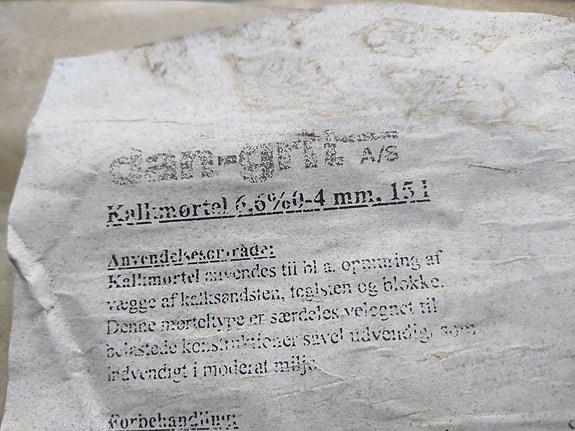 dan-grit A/S
Kalkmørtel 6,6% 0-4 mm. 15 l
Anvendelsesområde:
Kalkmørtel anvendes til bl a. opmuring af
vægge af kalksandsten, teglsten og blokke.
Denne mørteltype er særdeles velegnet til
belastede konstruktioner såvel udvendig, som
indvendigt i moderat miljø
Forbehandling: